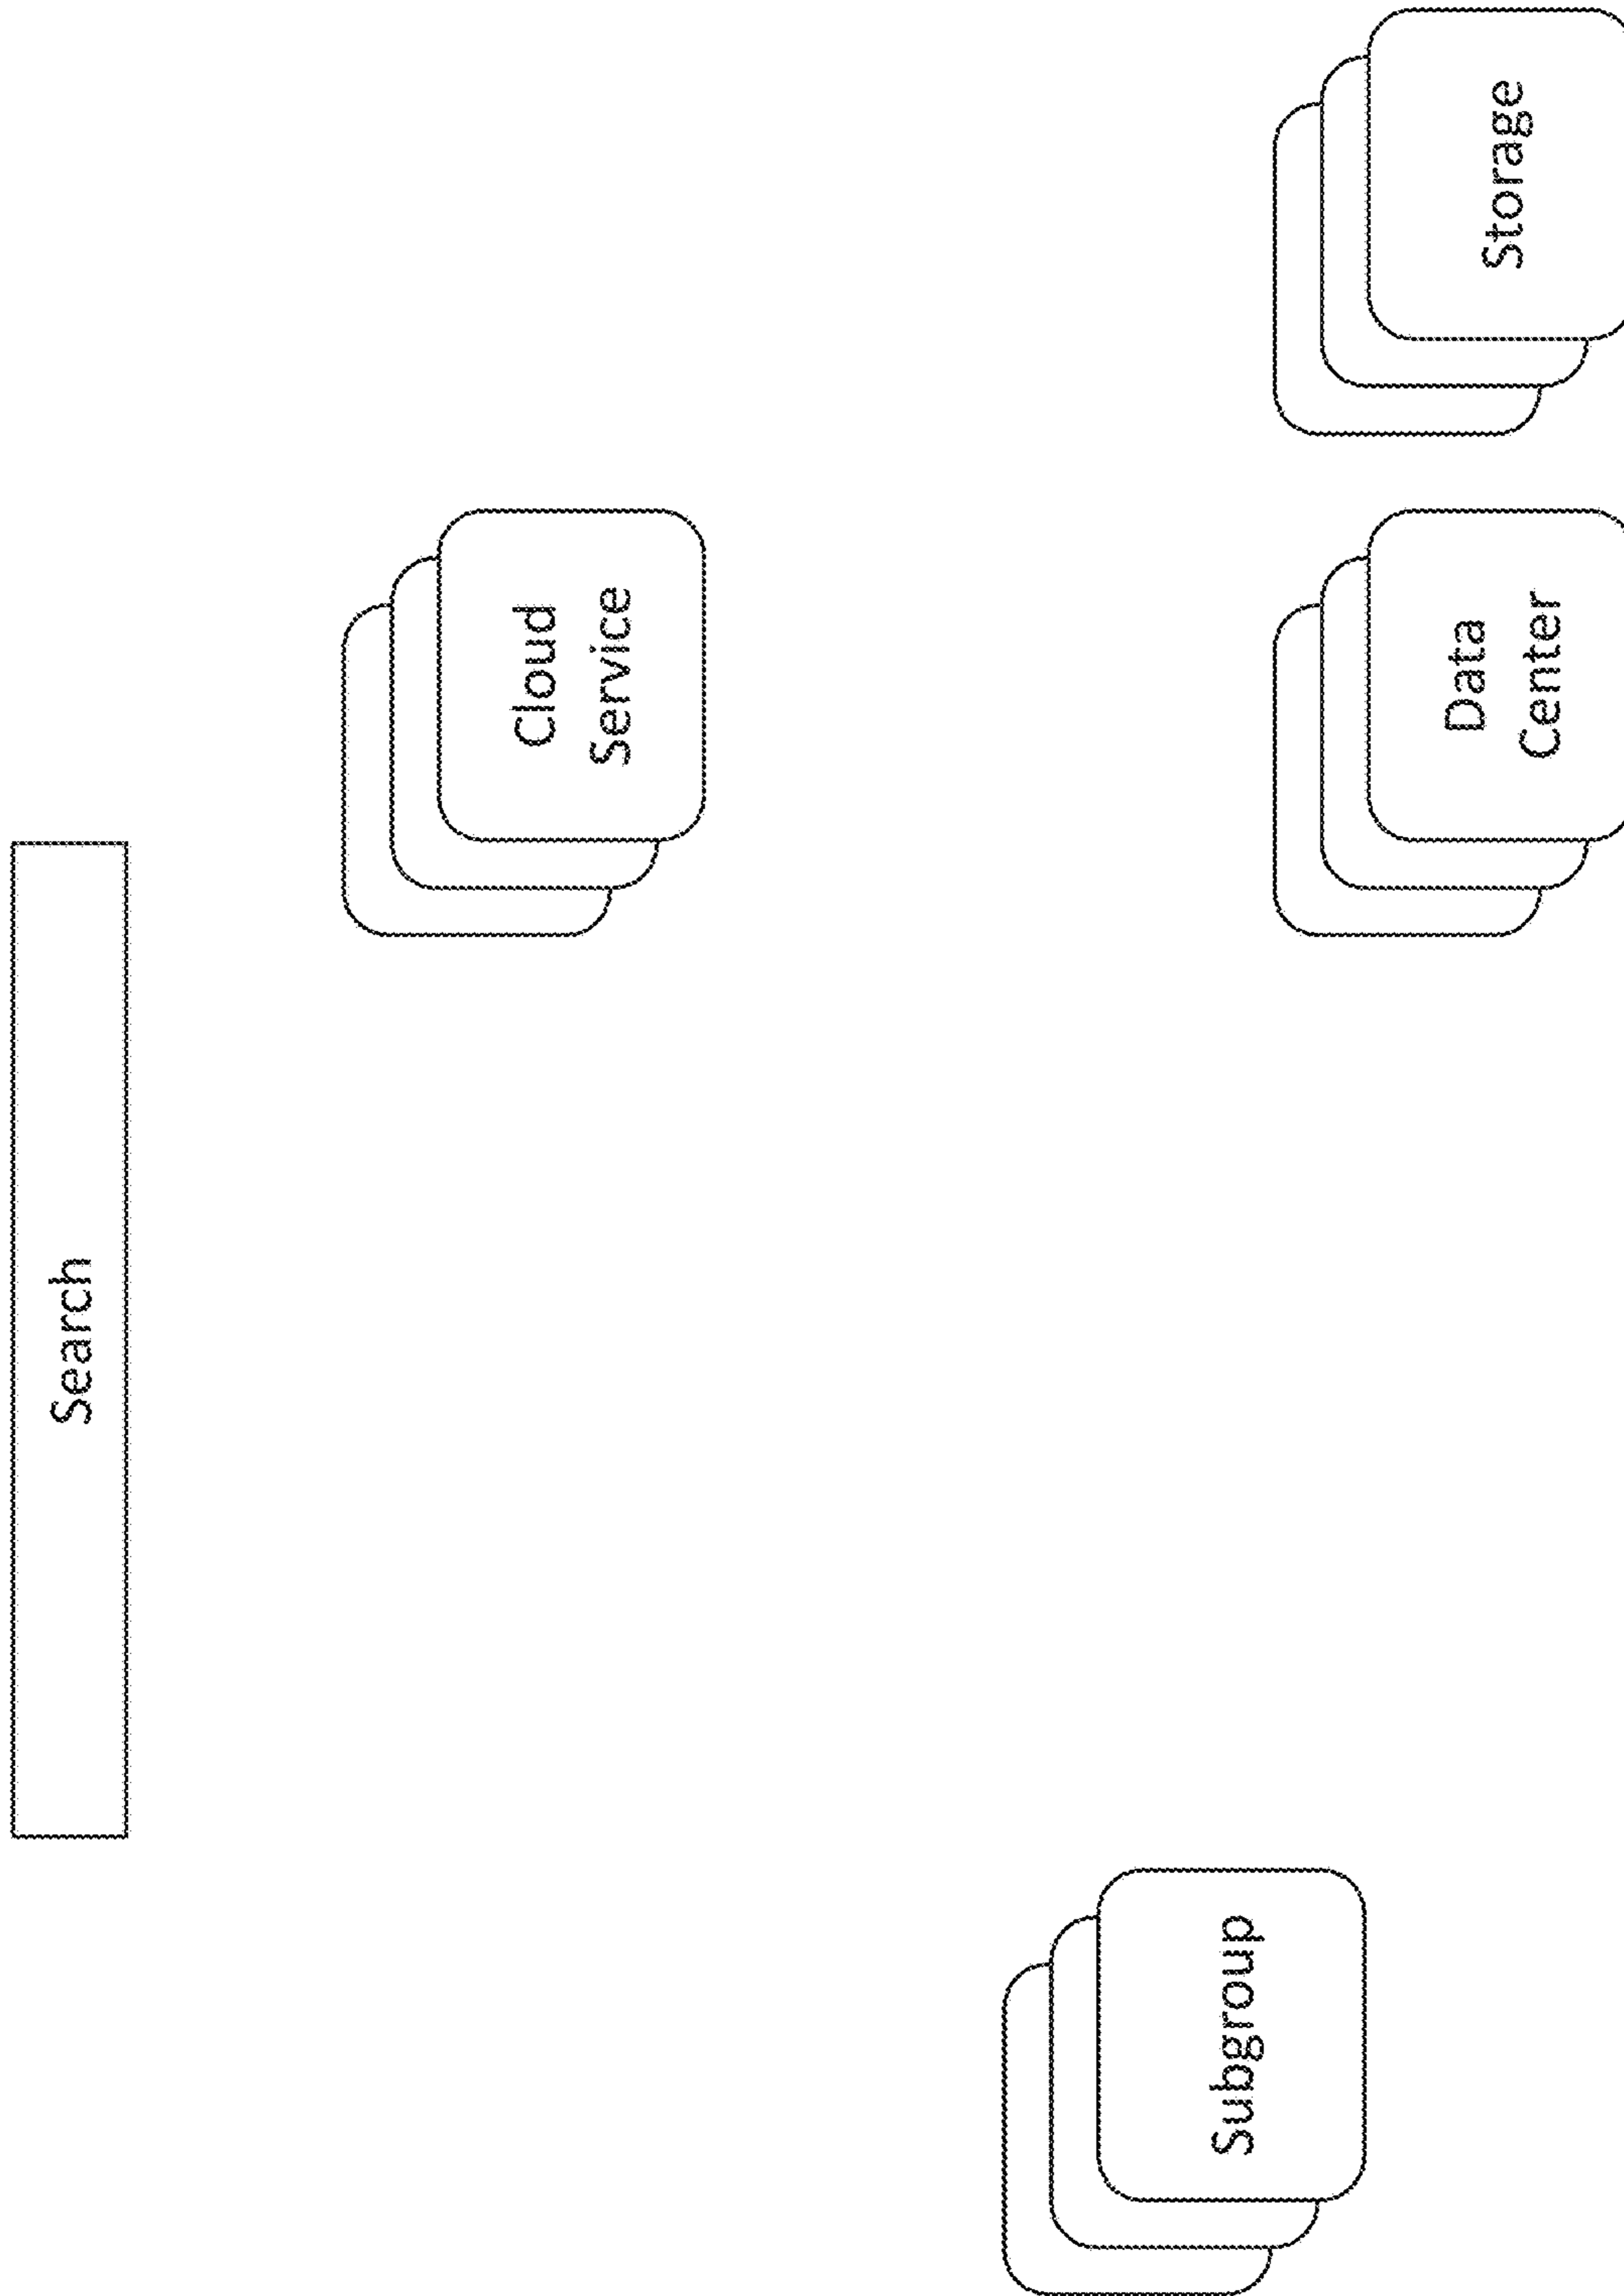 Search
Cloud
Service
Subgroup
Data
Center
Storage